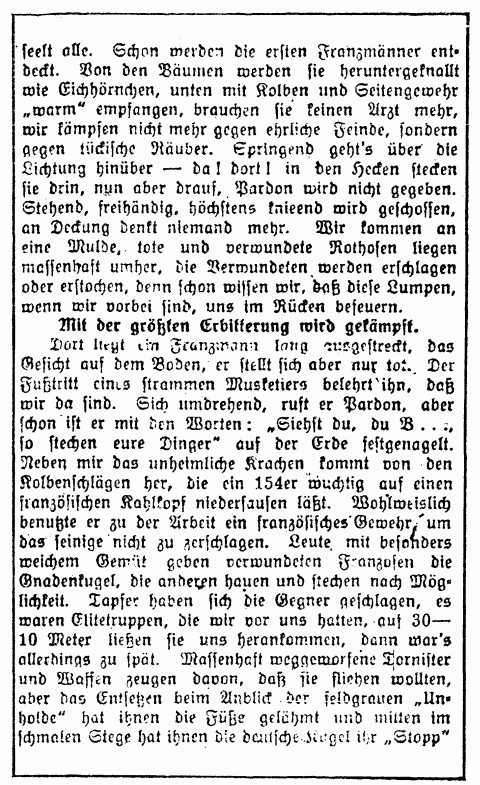 seelt alle. Schon werden die ersten Franzmänner ent-
deckt. Von den Bäumen werden sie heruntergeknallt
wie Eichhörnchen, unten mit Kolben und Seitengewehr
„warm“ empfangen, brauchen sie keinen Arzt mehr,
wir kämpfen nicht mehr gegen ehrliche Feinde, sondern
gegen tückische Räuber. Springend geht's über die
Lichtung hinüber — da! dort! in den Hecken stecken
sie drin, nun aber drauf, Pardon wird nicht gegeben.
Stehend, freihändig, höchstens knieend wird geschossen,
an Deckung denkt niemand mehr. Wir kommen an
eine Mulde, tote und verwundete Rothosen liegen
massenhaft umher, die Verwundeten werden erschlagen
oder erstochen, denn schon wissen wir, daß diese Lumpen,
wenn wir vorbei sind, uns im Rücken befeuern.
Mit der größten Erbitterung wird gekämpft.
Dort liegt ein Franzmann lang ausgestreckt, das
Gesicht auf dem Boden, er stellt sich aber nur tot. Der
Fußtritt eines strammen Musketiers belehrt ihn, daß
wir da sind. Sich umdrehend, ruft er Pardon, aber
schon ist er mit den Worten: „Siehst du, du B....,
so stechen eure Dinger“ auf der Erde festgenagelt.
Neben mir das unheimliche Krachen kommt von den
Kolbenschlägen her, die ein 154er wuchtig auf einen
französischen Kahlkopf niedersausen läßt. Wohlweislich
benutzte er zu der Arbeit ein französisches Gewehr, um
das seinige nicht zu zerschlagen. Leute mit besonders
weichem Gemüt geben verwundeten Franzosen die
Gnadenkugel, die anderen hauen und stechen nach Mög-
lichkeit. Tapfer haben sich die Gegner geschlagen, es
waren Elitetruppen, die wir vor uns hatten, auf 30—
10 Meter ließen sie uns herankommen, dann war's
allerdings zu spät. Massenhaft weggeworfene Tornister
und Waffen zeugen davon, daß sie fliehen wollten,
aber das Entsetzen beim Anblick der feldgrauen „Un-
holde“ hat ihnen die Füße gelähmt und mitten im
schmalen Stege hat ihnen die deutsche Kugel ihr „Stopp“